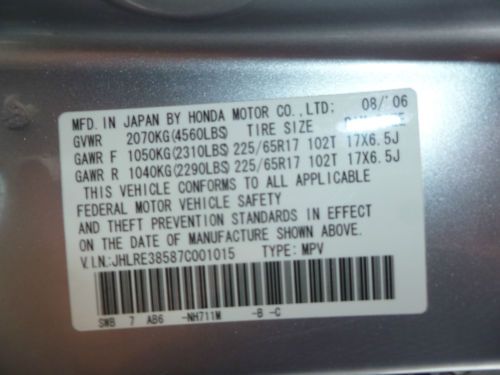 MFD. IN JAPAN BY HONDA MOTOR CO., LTD: 08/'06
GVWR 2070KG(4560LBS) TIRE SIZE
GAWR F 1050KG(2310LBS) 225/65R17 102T 17X6.5J
GAWR R 1040KG(2290LBS) 225/65R17 102T 17X6.5J
THIS VEHICLE CONFORMS TO ALL APPLICABLE
FEDERAL MOTOR VEHICLE SAFETY
AND THEFT PREVENTION STANDARDS IN EFFECT
ON THE DATE OF MANUFACTURE SHOWN ABOVE.
V.I.N:JHLRE38587C001015 TYPE: MPV
SWB 7 AB6 -NH711M -B -C